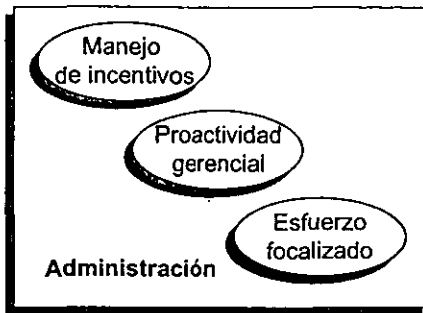 Manejo
de incentivos
Proactividad
gerencial
Esfuerzo
focalizado
Administración